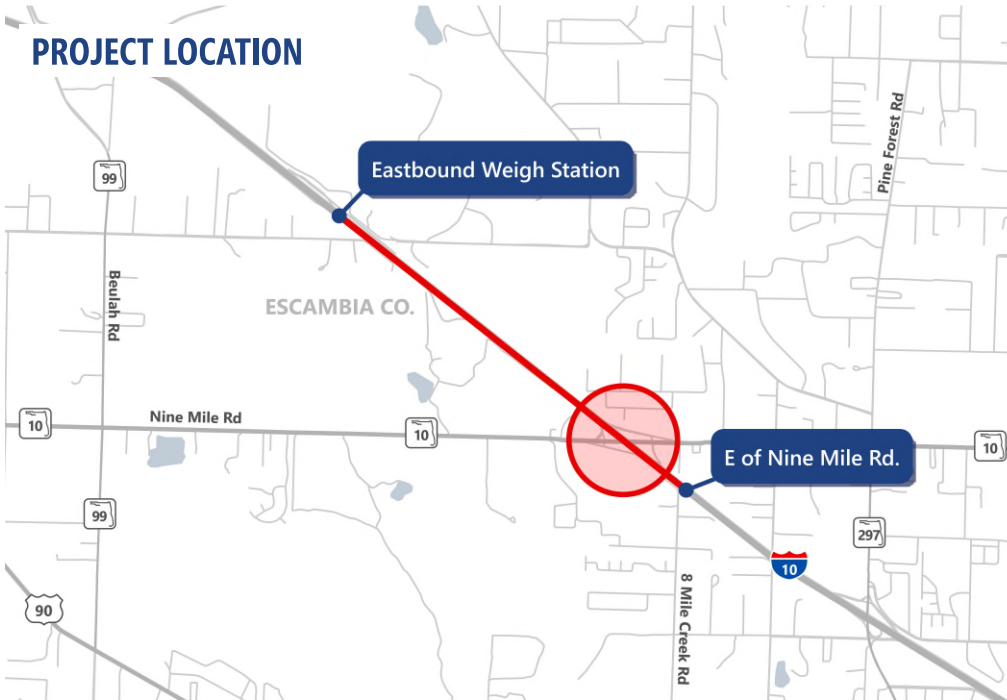 PROJECT LOCATION
Pine Forest Rd
Eastbound Weigh Station
99
Beulah Rd
ESCAMBIA CO.
Nine Mile Rd
10
10
10
E of Nine Mile Rd.
99
297
10
8 Mile Creek Rd
90